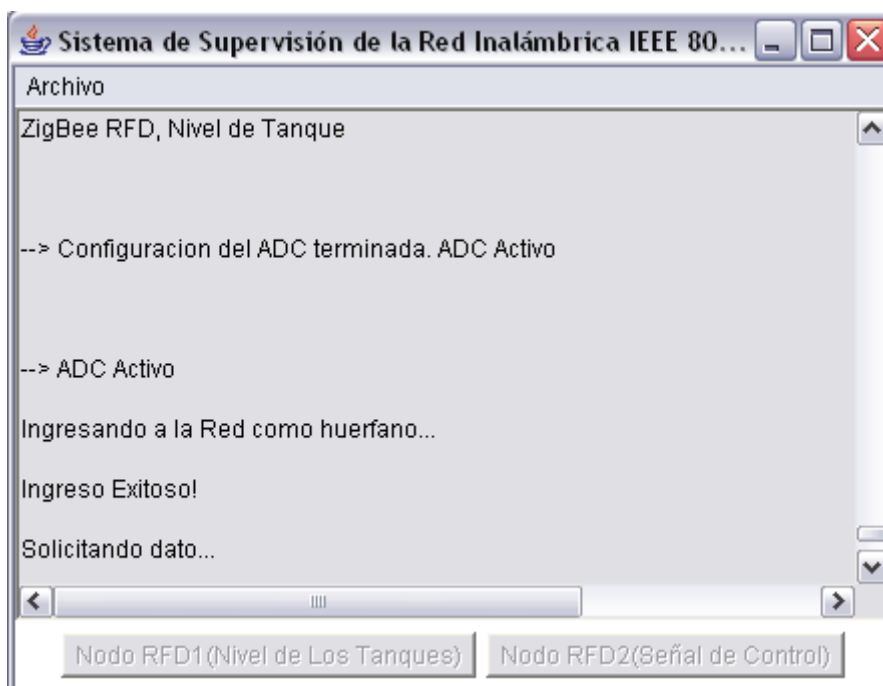 Sistema de Supervisión de la Red Inalámbrica IEEE 80...
Archivo
ZigBee RFD, Nivel de Tanque
--> Configuracion del ADC terminada. ADC Activo
--> ADC Activo
Ingresando a la Red como huerfano...
Ingreso Exitoso!
Solicitando dato...
Nodo RFD1(Nivel de Los Tanques) Nodo RFD2(Señal de Control)